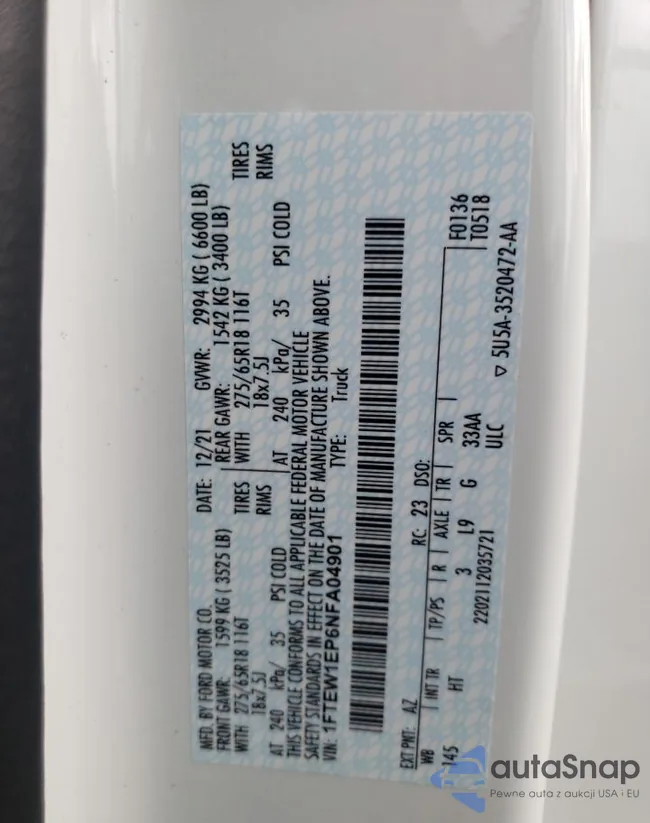 MFD. BY FORD MOTOR CO.
DATE: 12/21 GVWR: 2994 KG ( 6600 LB)
FRONT GAWR: 1599 KG ( 3525 LB) REAR GAWR: 1542 KG ( 3400 LB)
WITH 275/65R18 116T TIRES WITH 275/65R18 116T TIRES
18x7.5J RIMS 18x7.5J RIMS
AT 240 kPa/ 35 PSI COLD AT 240 kPa/ 35 PSI COLD
THIS VEHICLE CONFORMS TO ALL APPLICABLE FEDERAL MOTOR VEHICLE
SAFETY STANDARDS IN EFFECT ON THE DATE OF MANUFACTURE SHOWN ABOVE.
VIN: 1FTEW1EP6NFA04901 TYPE: Truck
F0136
EXT PNT: AZ RC: 23 DSO: T0518
WB INT TR TP/PS R AXLE TR SPR
145 HT 3 L9 G 33AA
2202112035721 ULC
▽ 5U5A-3520472-AA
autaSnap
Pewne auta z aukcji USA i EU